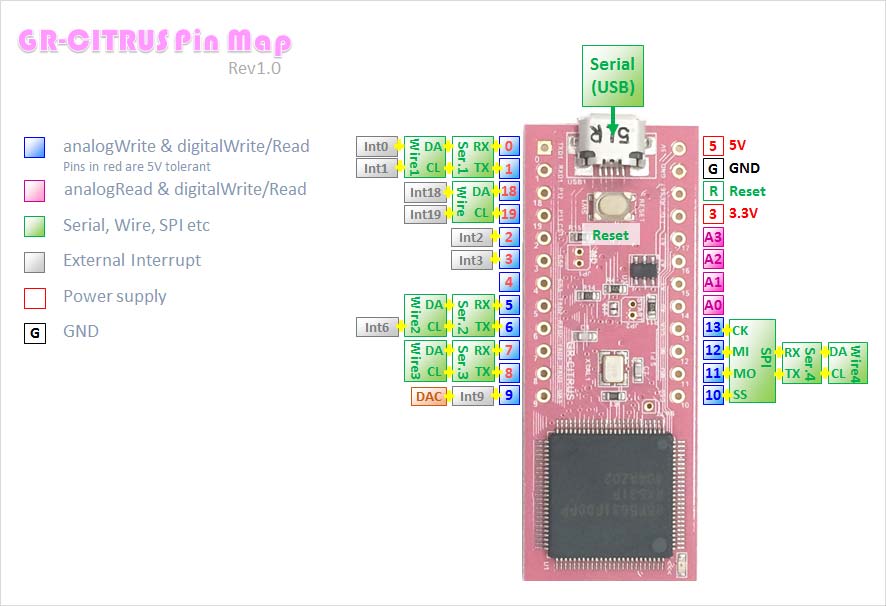 GR-CITRUS Pin Map
Rev1.0
Serial
(USB)
analogWrite & digitalWrite/Read
Pins in red are 5V tolerant
analogRead & digitalWrite/Read
Serial, Wire, SPI etc
External Interrupt
Power supply
G GND
Int0 Wire1 DA Ser.1 RX 0
Int1 CL TX 1
Int18 Wire DA 18
Int19 CL 19
Int2 2
Int3 3
4
Wire2 DA Ser.2 RX 5
Int6 CL TX 6
Wire3 DA Ser.3 RX 7
CL TX 8
DAC Int9 9
USB1
RESET
Reset
GR-CITRUS
U1
5 5V
G GND
R Reset
3 3.3V
A3
A2
A1
A0
13 CK SPI
12 MI RX Ser.4 DA Wire4
11 MO TX CL
10 SS